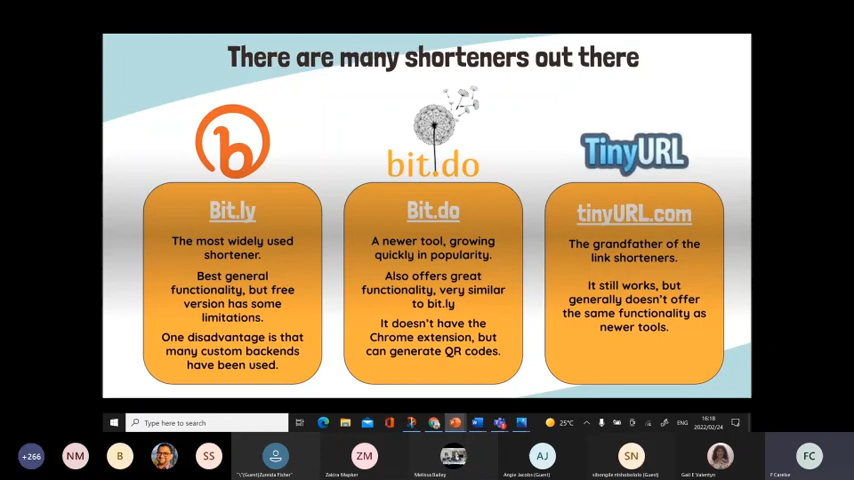 There are many shorteners out there
b
bit.do
TinyURL
Bit.ly
The most widely used
shortener.
Best general
functionality, but free
version has some
limitations.
One disadvantage is that
many custom backends
have been used.
Bit.do
A newer tool, growing
quickly in popularity.
Also offers great
functionality, very similar
to bit.ly
It doesn't have the
Chrome extension, but
can generate QR codes.
tinyURL.com
The grandfather of the
link shorteners.
It still works, but
generally doesn't offer
the same functionality as
newer tools.
Type here to search
25°C
ENG
16:18
2022/02/24
+266
NM
B
SS
ZM
AJ
SN
FC
"\"(Guest)Zunnida Fisher"
Zakira Mapker
Melissa Bailey
Angie Jacobs (Guest)
Gail E Valentyn